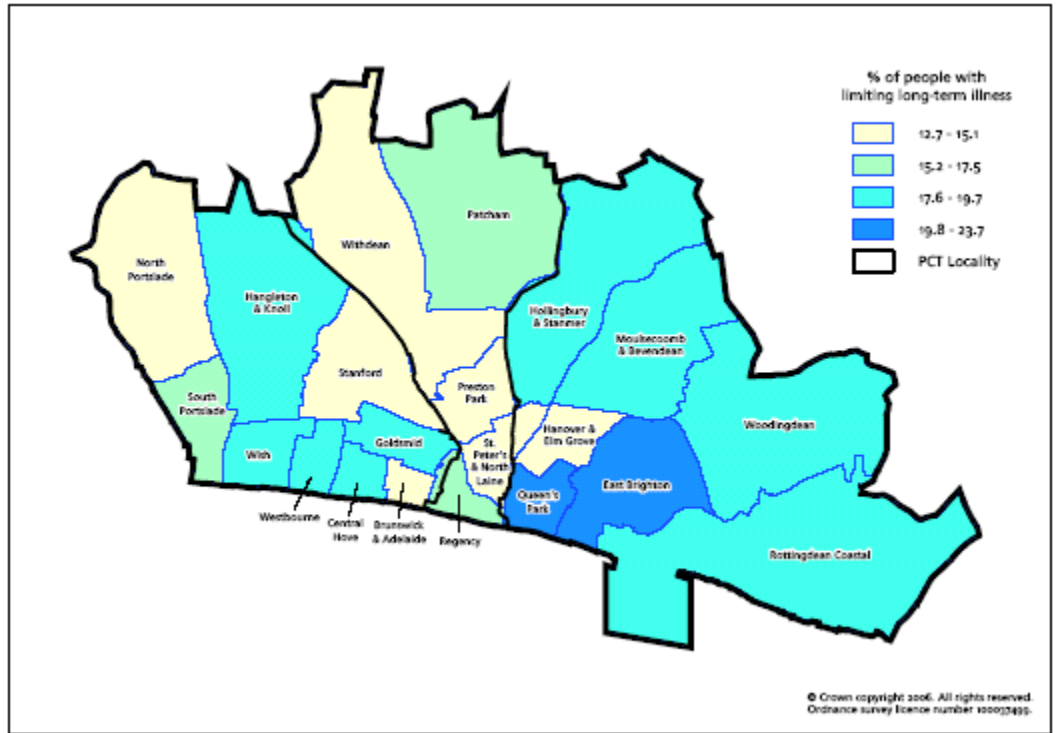 % of people with
limiting long-term illness
12.7 - 15.1
15.2 - 17.5
17.6 - 19.7
19.8 - 23.7
PCT Locality
Patcham
Withdean
North
Portslade
Hangleton
& Knoll
Hollingbury
& Stanmer
Moulsecoomb
& Bevendean
Stanford
Preston
Park
South
Portslade
Woodingdean
Hanover &
Elm Grove
Goldsmid
St.
Peter's
& North
Laine
Wish
East Brighton
Queen's
Park
Westbourne
Central
Hove
Brunswick
& Adelaide
Regency
Rottingdean Coastal
© Crown copyright 2006. All rights reserved.
Ordnance survey licence number 100037499.